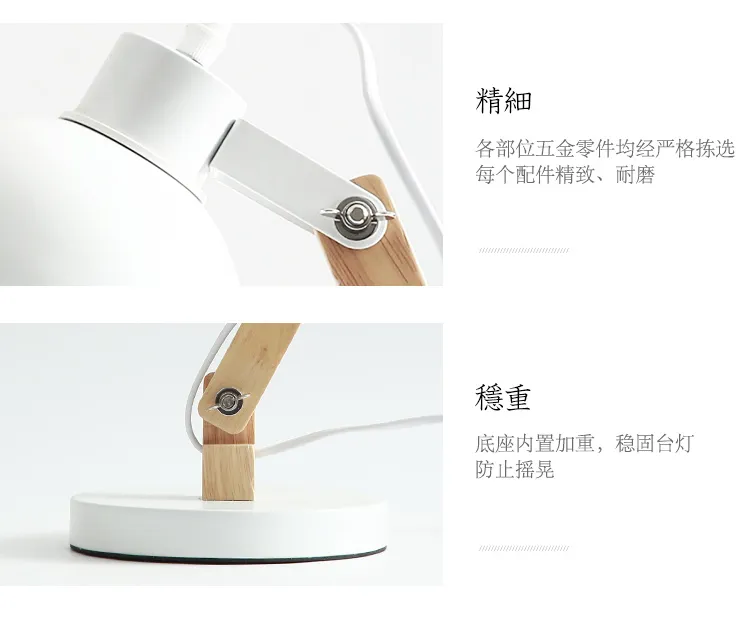 精細
各部位五金零件均经严格拣选
每个配件精致、耐磨
穩重
底座内置加重，稳固台灯
防止摇晃